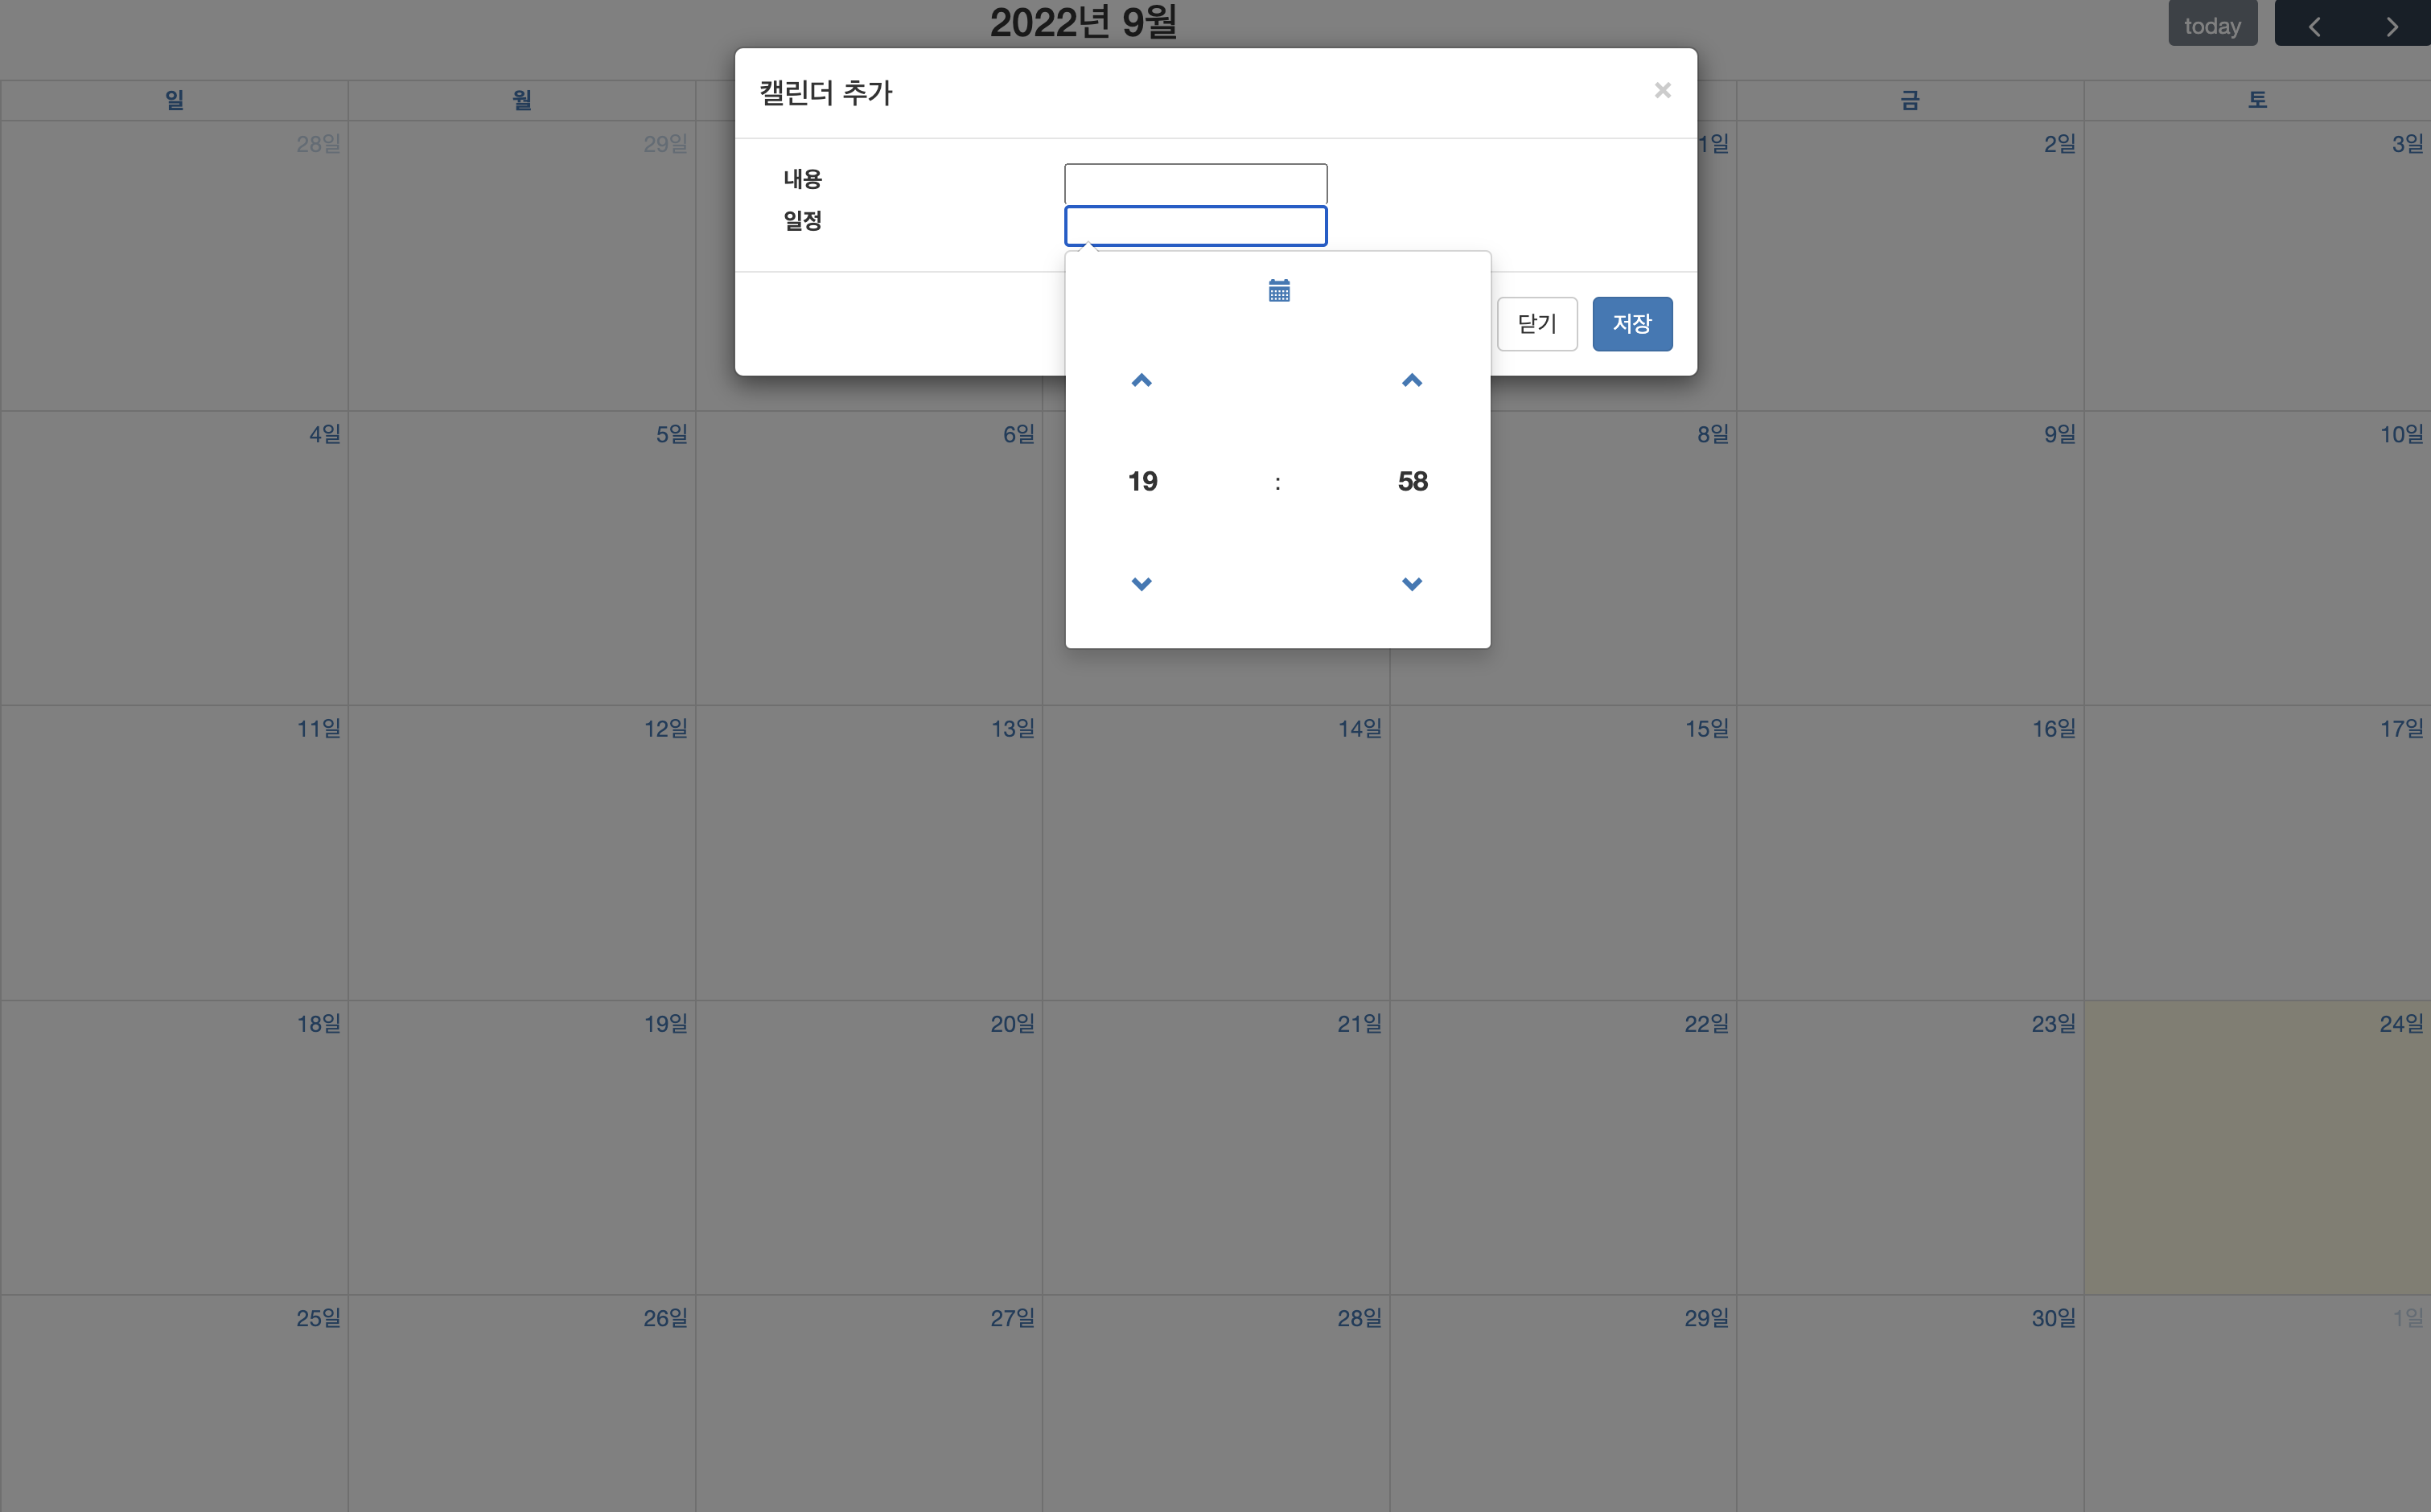 2022년 9월
today
캘린더 추가
×
일 월 금 토
28일 29일 1일 2일 3일
내용
일정
닫기 저장
4일 5일 6일 8일 9일 10일
19 : 58
11일 12일 13일 14일 15일 16일 17일
18일 19일 20일 21일 22일 23일 24일
25일 26일 27일 28일 29일 30일 1일